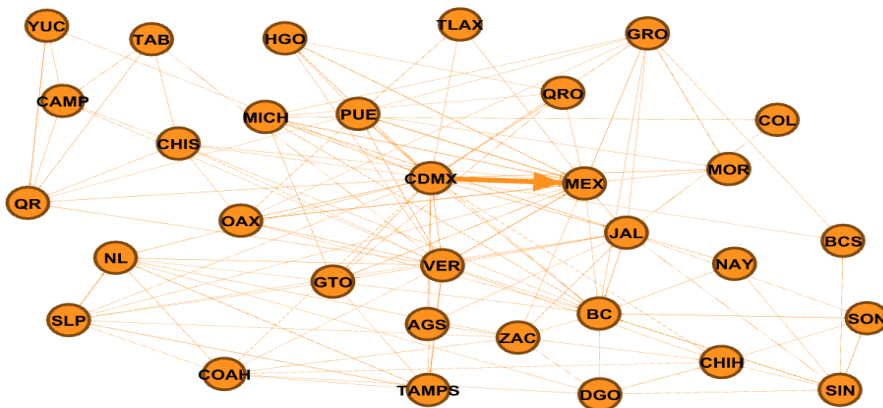 YUC
TAB
HGO
TLAX
GRO
CAMP
MICH
PUE
QRO
COL
CHIS
CDMX
MEX
MOR
QR
OAX
JAL
BCS
NL
GTO
VER
NAY
SLP
AGS
ZAC
BC
SON
COAH
TAMPS
DGO
CHIH
SIN